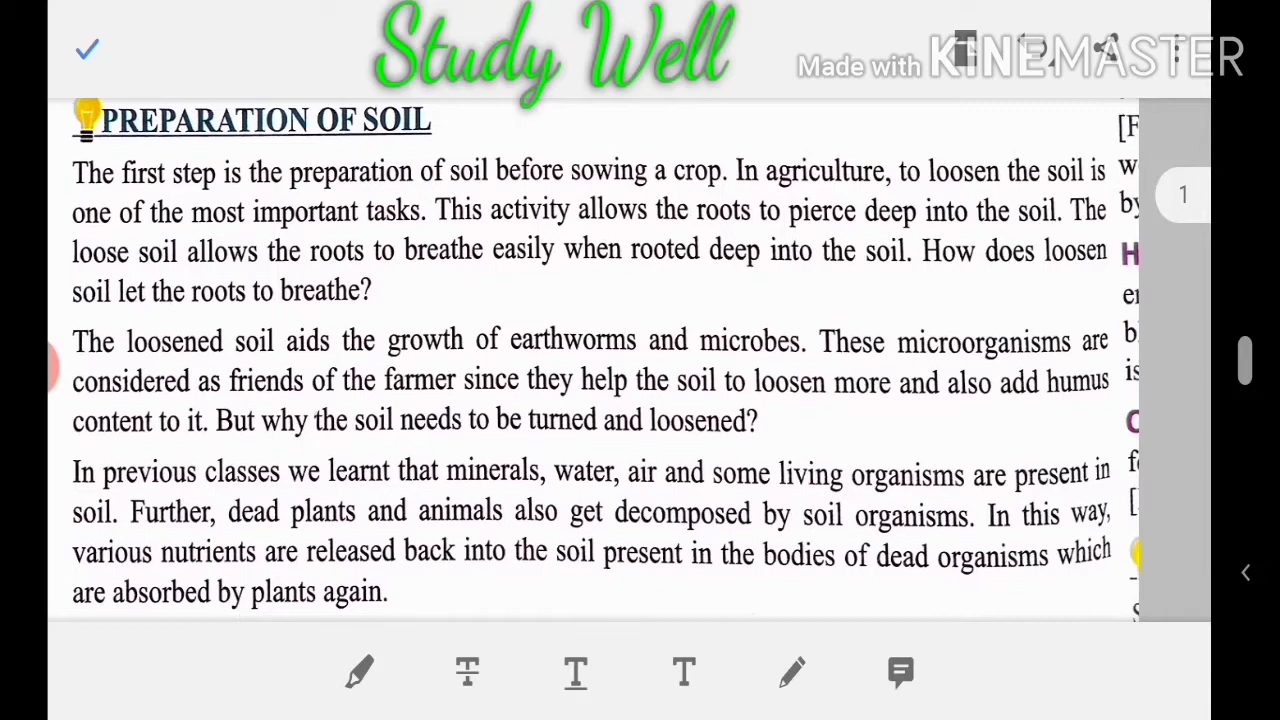 Study Well
Made with KINEMASTER
PREPARATION OF SOIL
The first step is the preparation of soil before sowing a crop. In agriculture, to loosen the soil is
one of the most important tasks. This activity allows the roots to pierce deep into the soil. The
loose soil allows the roots to breathe easily when rooted deep into the soil. How does loosen
soil let the roots to breathe?
The loosened soil aids the growth of earthworms and microbes. These microorganisms are
considered as friends of the farmer since they help the soil to loosen more and also add humus
content to it. But why the soil needs to be turned and loosened?
In previous classes we learnt that minerals, water, air and some living organisms are present in
soil. Further, dead plants and animals also get decomposed by soil organisms. In this way,
various nutrients are released back into the soil present in the bodies of dead organisms which
are absorbed by plants again.
1